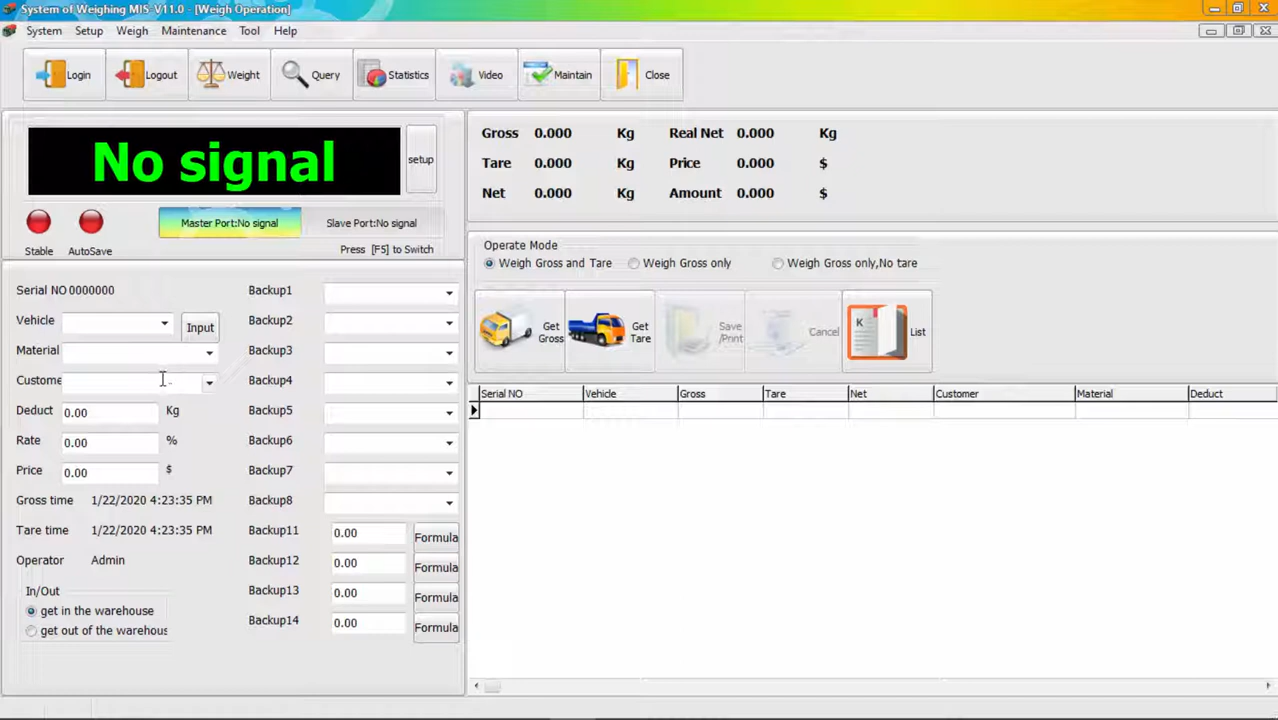 System of Weighing MIS-V11.0 - [Weigh Operation]
System Setup Weigh Maintenance Tool Help
Login Logout Weight Query Statistics Video Maintain Close
No signal
setup
Stable AutoSave
Master Port:No signal Slave Port:No signal
Press [F5] to Switch
Gross 0.000 Kg Real Net 0.000 Kg
Tare 0.000 Kg Price 0.000 $
Net 0.000 Kg Amount 0.000 $
Operate Mode
Weigh Gross and Tare Weigh Gross only Weigh Gross only,No tare
Get Gross
Get Tare
Save /Print
Cancel
K
List
Serial NO Vehicle Gross Tare Net Customer Material Deduct
Serial NO 0000000 Backup1
Vehicle Input Backup2
Material Backup3
Custome Backup4
Deduct 0.00 Kg Backup5
Rate 0.00 % Backup6
Price 0.00 $ Backup7
Gross time 1/22/2020 4:23:35 PM Backup8
Tare time 1/22/2020 4:23:35 PM Backup11 0.00 Formula
Operator Admin Backup12 0.00 Formula
In/Out Backup13 0.00 Formula
get in the warehouse
get out of the warehous Backup14 0.00 Formula